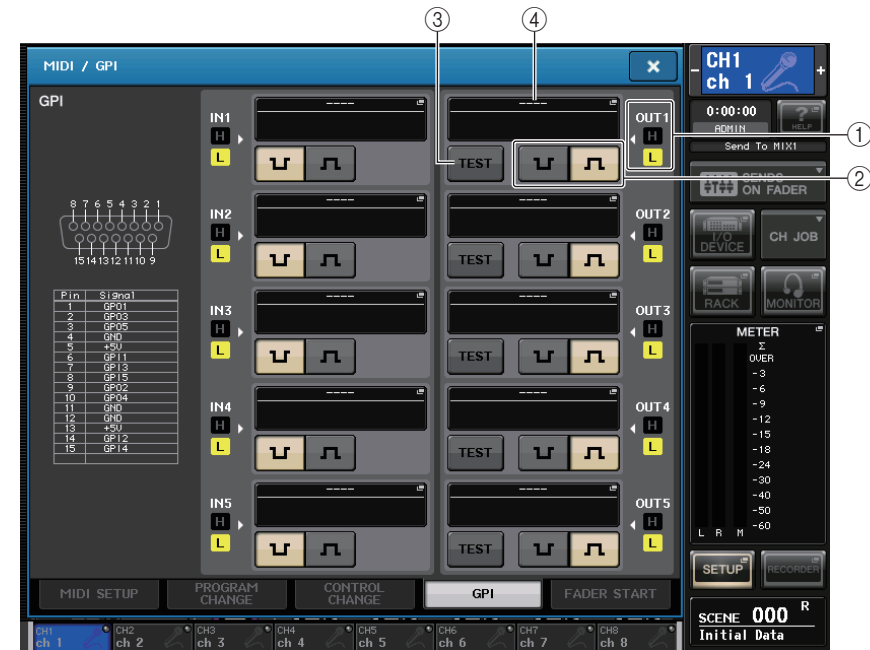 ③ ④
MIDI / GPI
×
GPI
8 7 6 5 4 3 2 1
15 14 13 12 11 10 9
Pin Signal
1 GPO1
2 GPO3
3 GPO5
4 GND
5 +5V
6 GPI1
7 GPI3
8 GPI5
9 GPO2
10 GPO4
11 GND
12 GND
13 +5V
14 GPI2
15 GPI4
IN1
H
L
----
----
TEST
OUT1
H
L
①
②
IN2
H
L
----
----
TEST
OUT2
H
L
IN3
H
L
----
----
TEST
OUT3
H
L
IN4
H
L
----
----
TEST
OUT4
H
L
IN5
H
L
----
----
TEST
OUT5
H
L
MIDI SETUP
PROGRAM
CHANGE
CONTROL
CHANGE
GPI
FADER START
- CH1 +
ch 1
0:00:00
ADMIN
?
HELP
Send To MIX1
SENDS
ON FADER
I/O
DEVICE
CH JOB
RACK
MONITOR
METER
Σ
OVER
-3
-6
-9
-12
-15
-18
-24
-30
-40
-50
-60
L R M
SETUP
RECORDER
SCENE 000 R
Initial Data
CH1
ch 1
CH2
ch 2
CH3
ch 3
CH4
ch 4
CH5
ch 5
CH6
ch 6
CH7
ch 7
CH8
ch 8